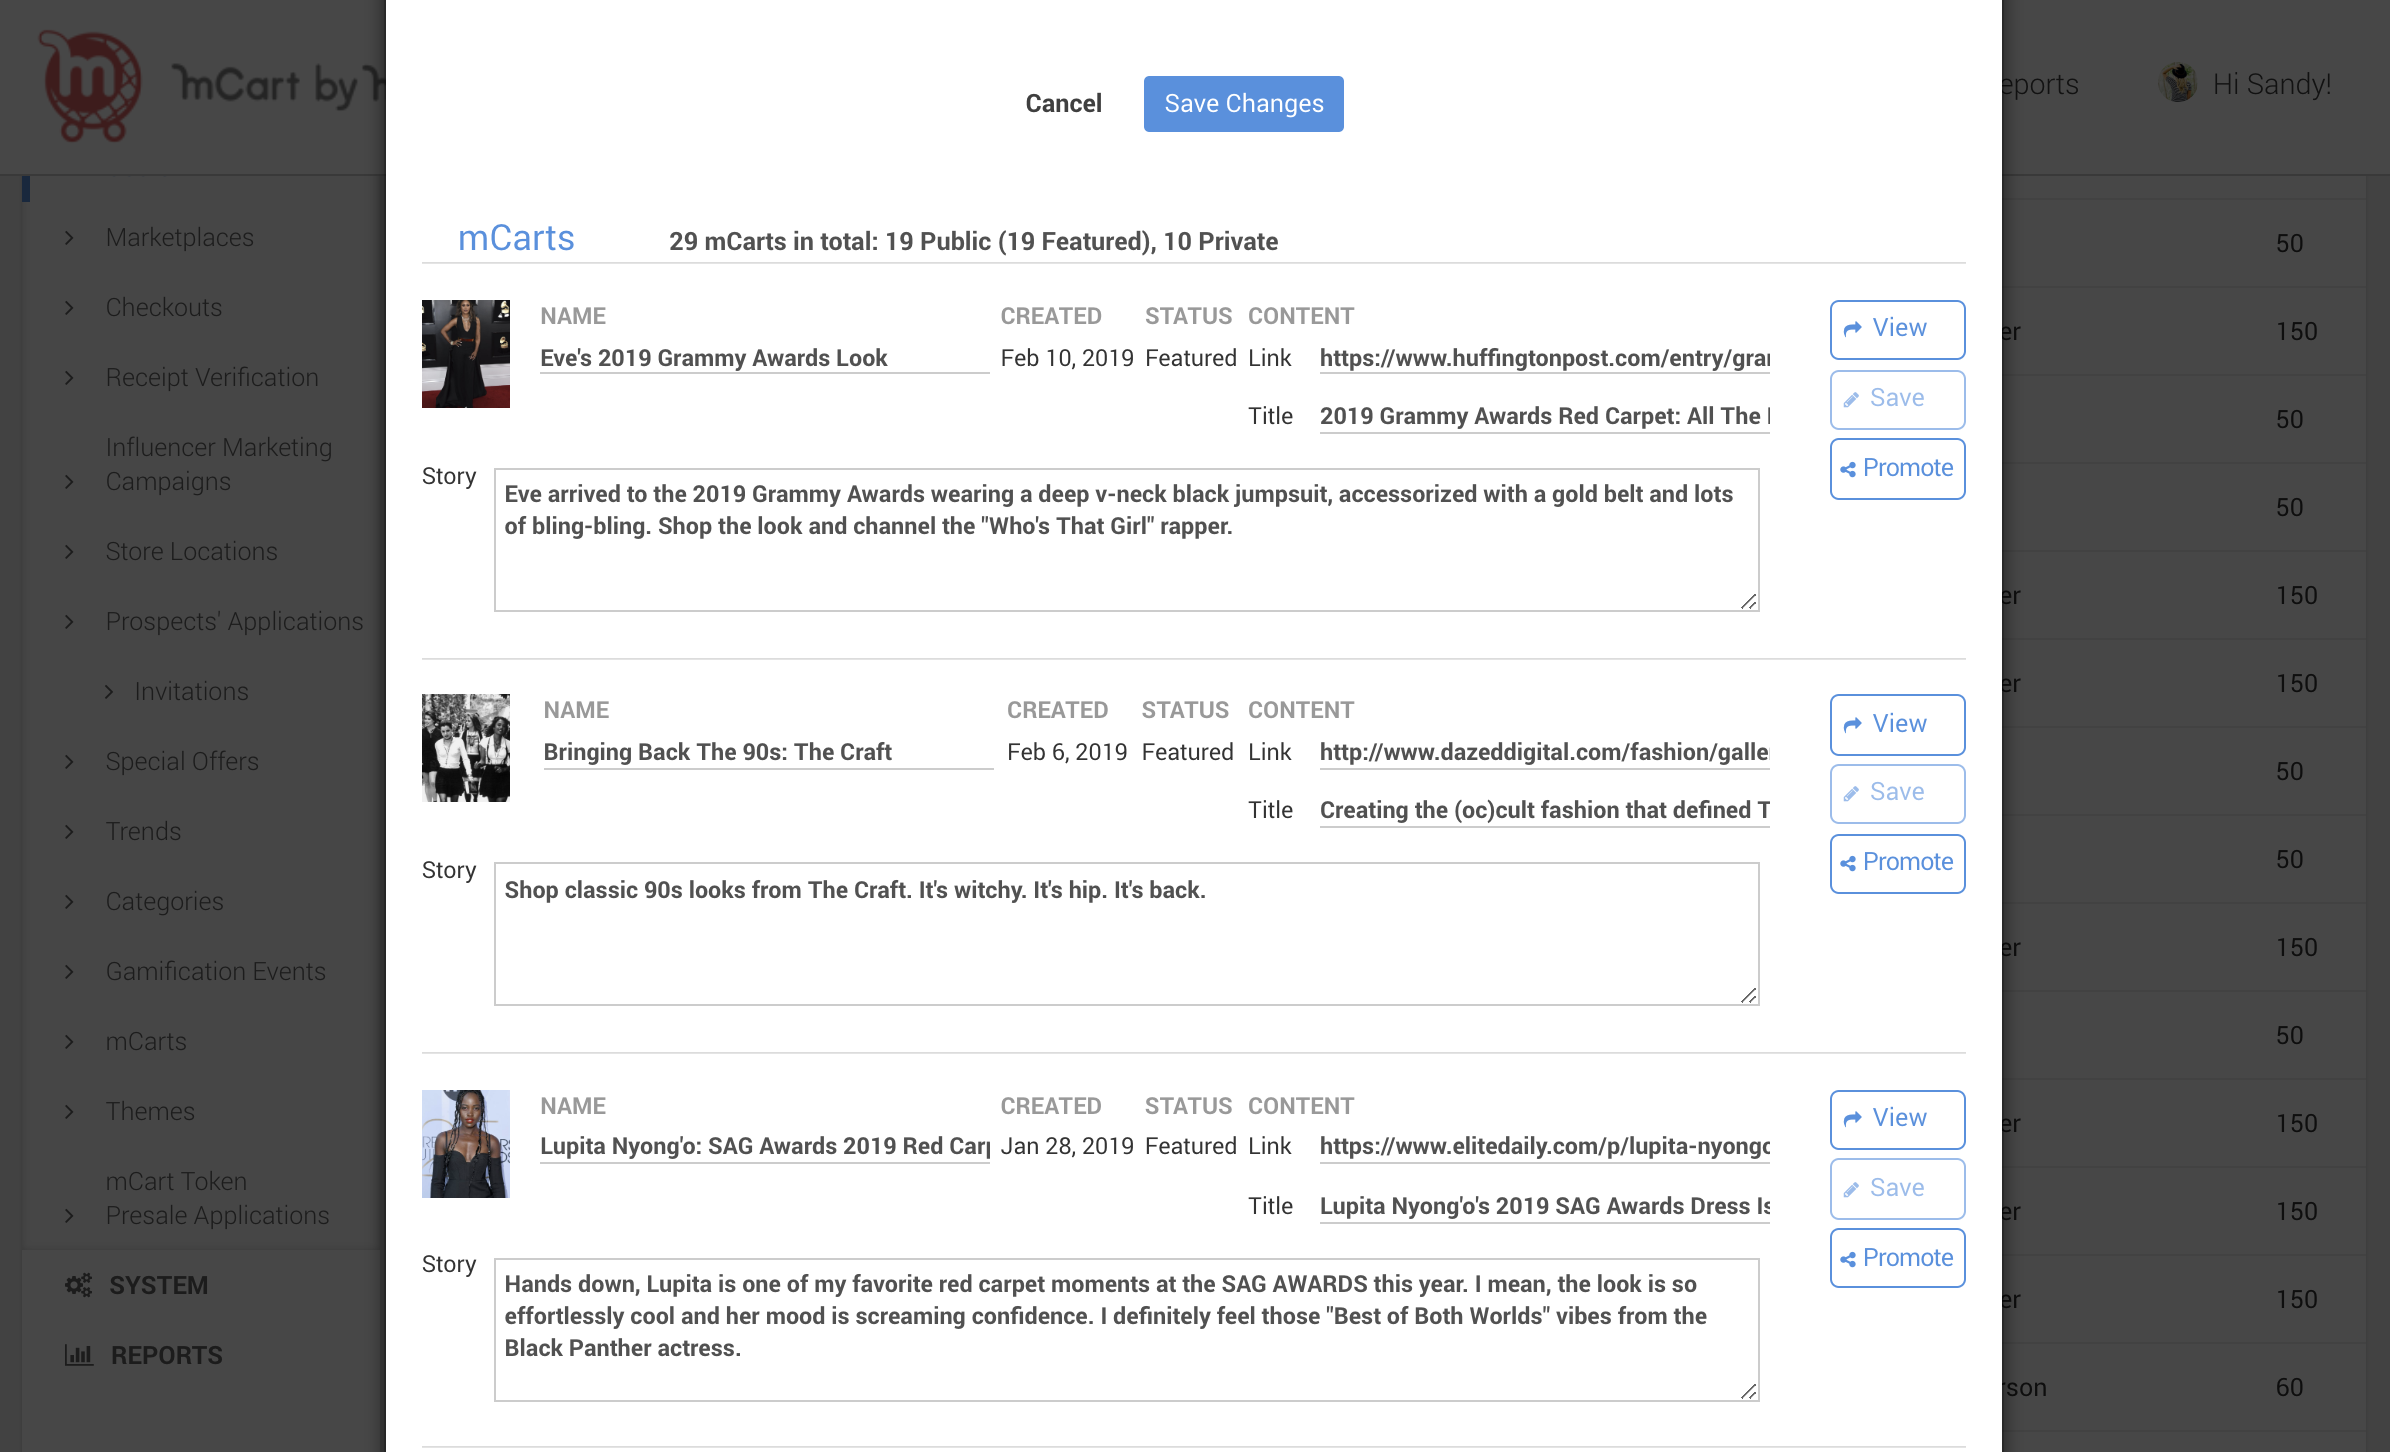 mCart by
eports
Hi Sandy!
Cancel
Save Changes
Marketplaces
Checkouts
Receipt Verification
Influencer Marketing
Campaigns
Store Locations
Prospects' Applications
Invitations
Special Offers
Trends
Categories
Gamification Events
mCarts
Themes
mCart Token
Presale Applications
SYSTEM
REPORTS
mCarts
29 mCarts in total: 19 Public (19 Featured), 10 Private
NAME CREATED STATUS CONTENT
Eve's 2019 Grammy Awards Look Feb 10, 2019 Featured Link https://www.huffingtonpost.com/entry/gra
Title 2019 Grammy Awards Red Carpet: All The
View
Save
Promote
Story
Eve arrived to the 2019 Grammy Awards wearing a deep v-neck black jumpsuit, accessorized with a gold belt and lots
of bling-bling. Shop the look and channel the "Who's That Girl" rapper.
NAME CREATED STATUS CONTENT
Bringing Back The 90s: The Craft Feb 6, 2019 Featured Link http://www.dazeddigital.com/fashion/galle
Title Creating the (oc)cult fashion that defined T
View
Save
Promote
Story
Shop classic 90s looks from The Craft. It's witchy. It's hip. It's back.
NAME CREATED STATUS CONTENT
Lupita Nyong'o: SAG Awards 2019 Red Carp Jan 28, 2019 Featured Link https://www.elitedaily.com/p/lupita-nyongo
Title Lupita Nyong'o's 2019 SAG Awards Dress Is
View
Save
Promote
Story
Hands down, Lupita is one of my favorite red carpet moments at the SAG AWARDS this year. I mean, the look is so
effortlessly cool and her mood is screaming confidence. I definitely feel those "Best of Both Worlds" vibes from the
Black Panther actress.
50
er 150
50
50
er 150
er 150
50
50
er 150
50
er 150
er 150
er 150
rson 60